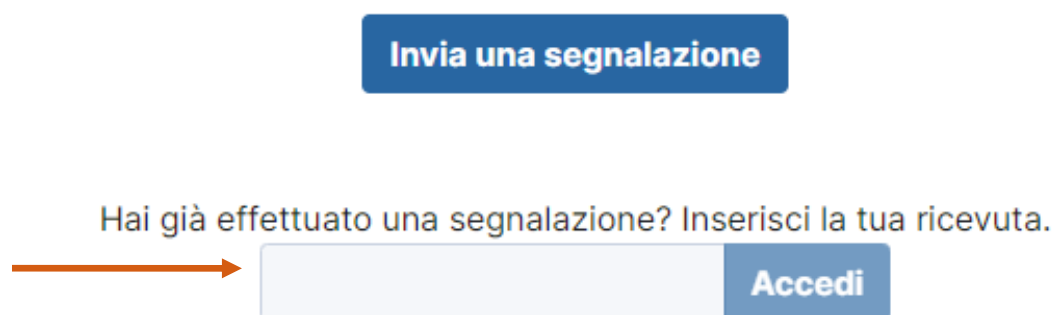 Invia una segnalazione
Hai già effettuato una segnalazione? Inserisci la tua ricevuta.
Accedi